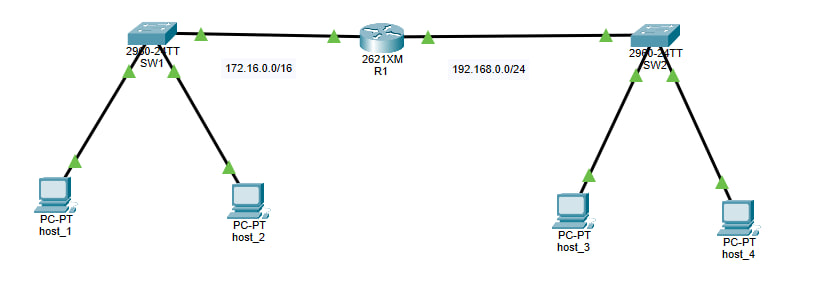 2960-24TT
SW1
172.16.0.0/16
2621XM
R1
192.168.0.0/24
2960-24TT
SW2
PC-PT
host_1
PC-PT
host_2
PC-PT
host_3
PC-PT
host_4